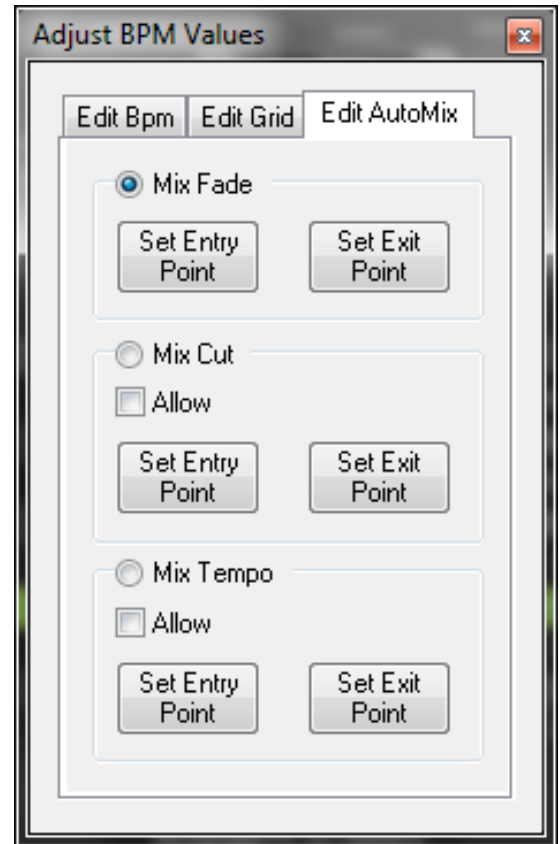 Adjust BPM Values
Edit Bpm Edit Grid Edit AutoMix
Mix Fade
Set Entry Point
Set Exit Point
Mix Cut
Allow
Set Entry Point
Set Exit Point
Mix Tempo
Allow
Set Entry Point
Set Exit Point